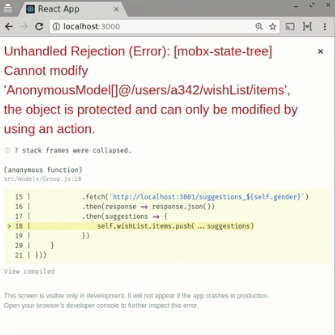 React App
localhost:3000
Unhandled Rejection (Error): [mobx-state-tree]
Cannot modify
'AnonymousModel[]@/users/a342/wishList/items',
the object is protected and can only be modified by
using an action.
7 stack frames were collapsed.
(anonymous function)
src/models/Group.js:18
15 | .fetch(`http://localhost:3001/suggestions_${self.gender}`)
16 | .then(response => response.json())
17 | .then(suggestions => {
> 18 | self.wishList.items.push(...suggestions)
19 | })
20 | }
21 | }))
View compiled
This screen is visible only in development. It will not appear if the app crashes in production.
Open your browser's developer console to further inspect this error.